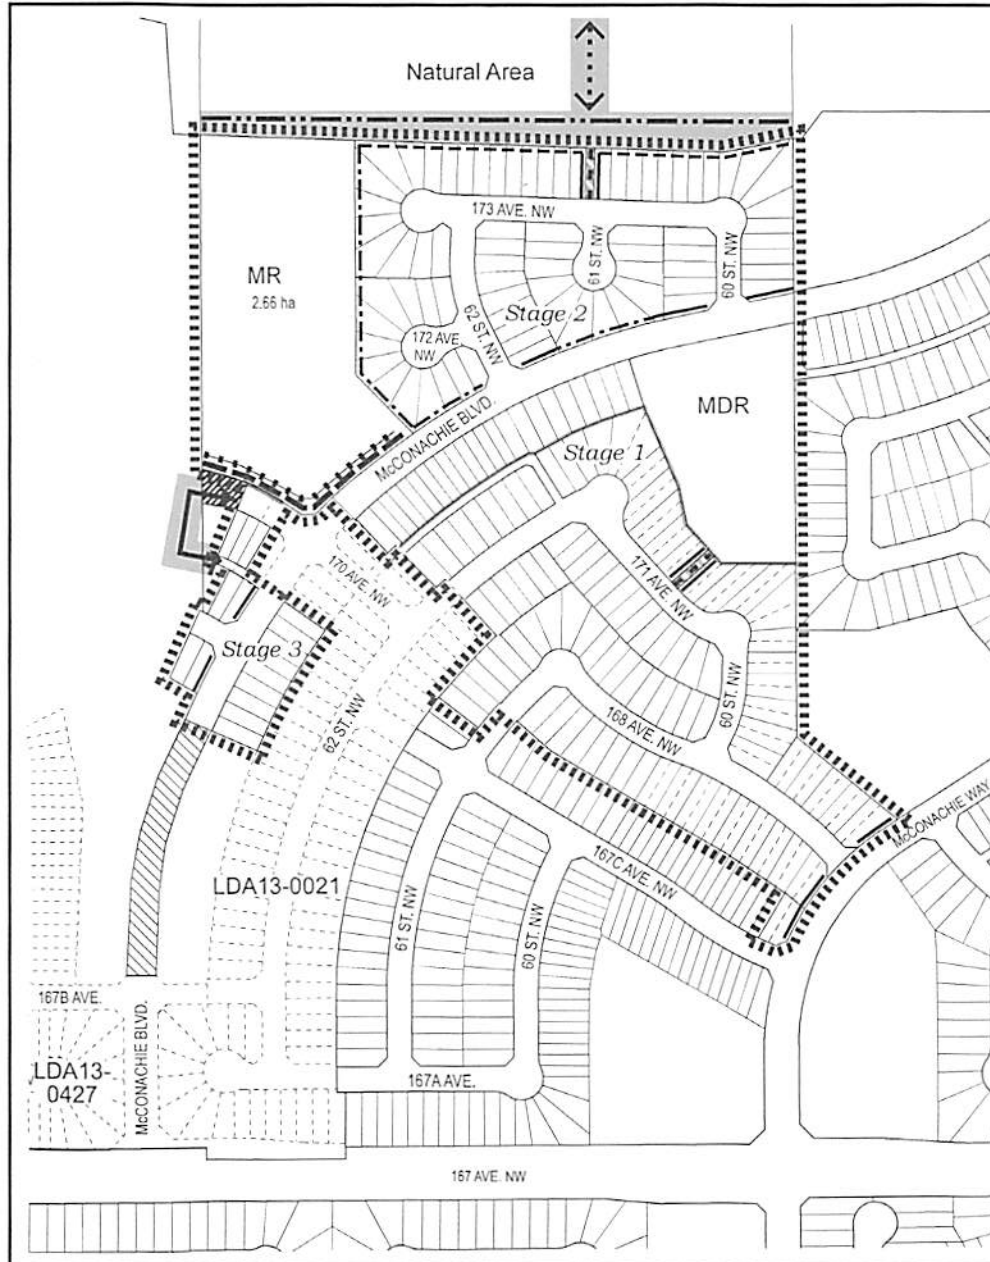 Natural Area
173 AVE. NW
MR
2.66 ha
61 ST. NW
60 ST. NW
Stage 2
62 ST. NW
172 AVE.
NW
McCONACHIE BLVD.
MDR
Stage 1
170 AVE. NW
171 AVE. NW
Stage 3
62 ST. NW
60 ST. NW
168 AVE. NW
McCONACHIE WAY
167C AVE. NW
LDA13-0021
61 ST. NW
60 ST. NW
167B AVE.
McCONACHIE BLVD.
LDA13-
0427
167A AVE.
167 AVE. NW